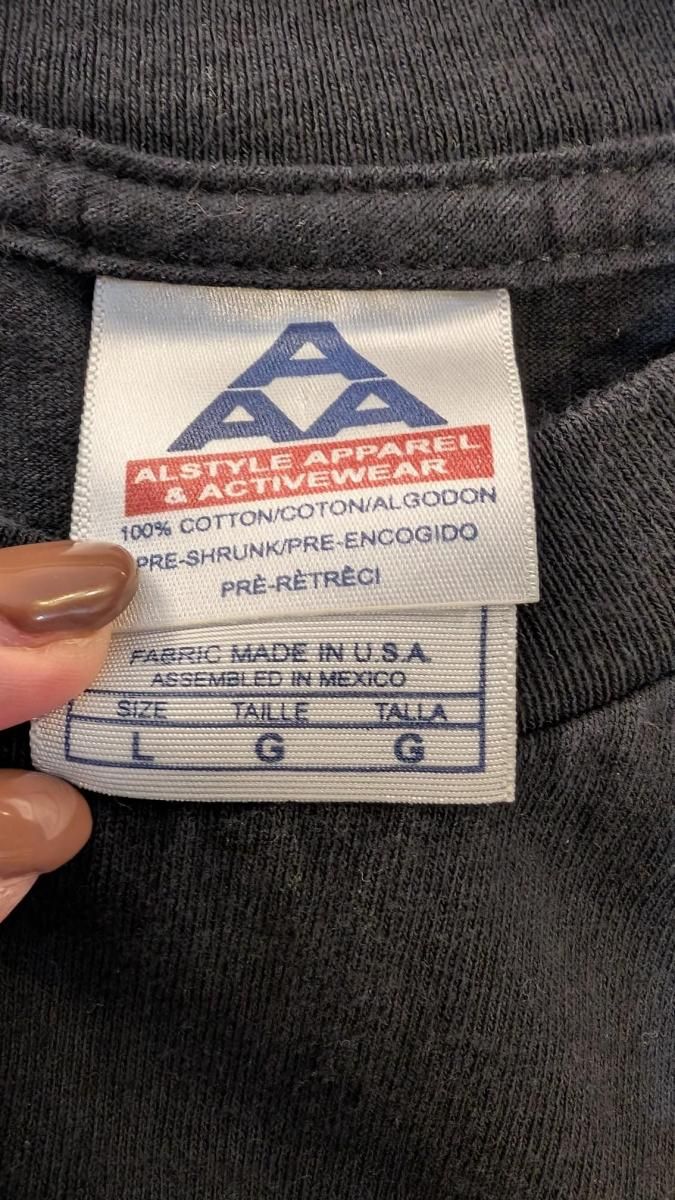 AAA
ALSTYLE APPAREL
& ACTIVEWEAR
100% COTTON/COTON/ALGODON
PRE-SHRUNK/PRE-ENCOGIDO
PRÈ-RÈTRÊCI
FABRIC MADE IN U.S.A.
ASSEMBLED IN MEXICO
SIZE TAILLE TALLA
L G G